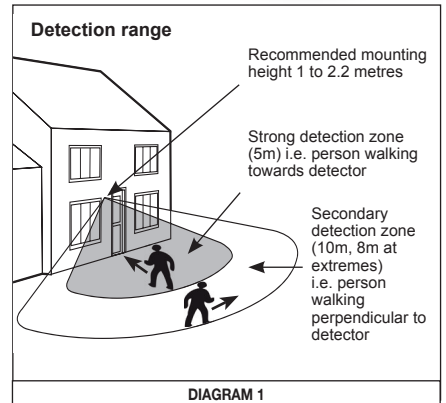 Detection range
Recommended mounting
height 1 to 2.2 metres
Strong detection zone
(5m) i.e. person walking
towards detector
Secondary
detection zone
(10m, 8m at
extremes)
i.e. person
walking
perpendicular to
detector
DIAGRAM 1